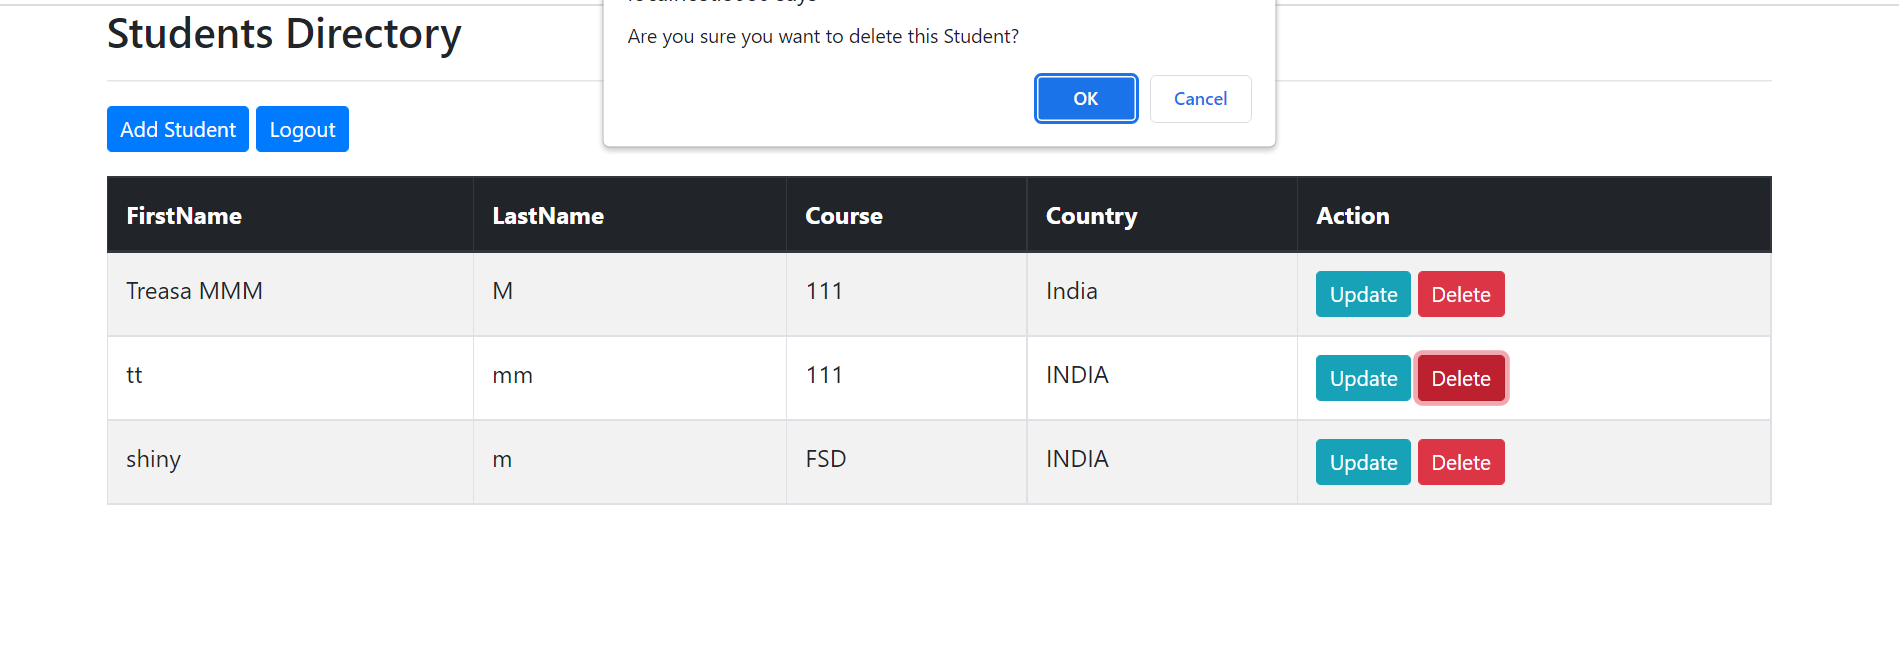 Students Directory
Are you sure you want to delete this Student?
OK Cancel
Add Student Logout
FirstName LastName Course Country Action
Treasa MMM M 111 India Update Delete
tt mm 111 INDIA Update Delete
shiny m FSD INDIA Update Delete